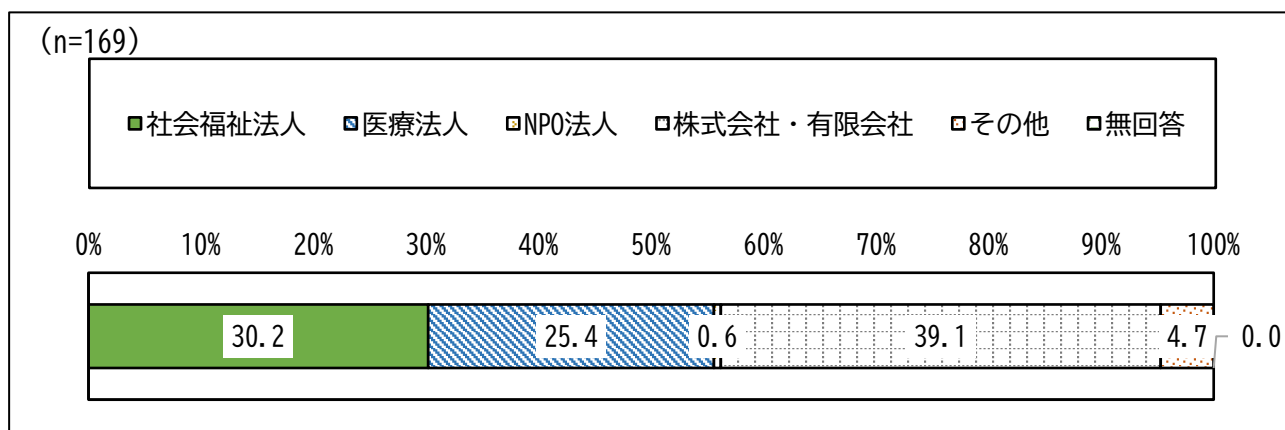 (n=169)
社会福祉法人 医療法人 NPO法人 株式会社・有限会社 その他 無回答
0% 10% 20% 30% 40% 50% 60% 70% 80% 90% 100%
30.2 25.4 0.6 39.1 4.7 0.0